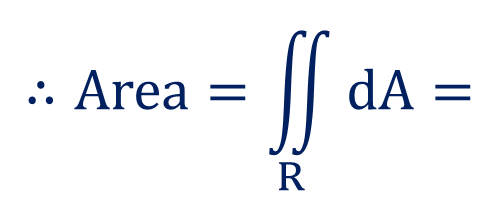 ∴ Area = ∬ dA =
R